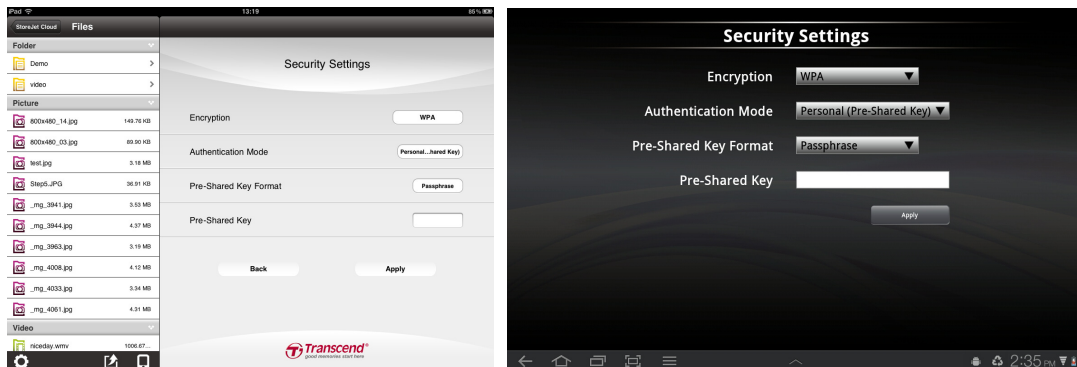 iPad 13:19 85 %
StoreJet Cloud Files
Folder
Demo
video
Picture
800x480_14.jpg 149.76 KB
800x480_03.jpg 89.90 KB
test.jpg 3.18 MB
Step5.JPG 36.91 KB
_mg_3941.jpg 3.53 MB
_mg_3944.jpg 4.37 MB
_mg_3963.jpg 3.19 MB
_mg_4008.jpg 4.12 MB
_mg_4033.jpg 3.34 MB
_mg_4061.jpg 4.31 MB
Video
niceday.wmv 1006.67...
Security Settings
Encryption WPA
Authentication Mode Personal...hared Key)
Pre-Shared Key Format Passphrase
Pre-Shared Key
Back Apply
Transcend®
good memories start here
Security Settings
Encryption WPA
Authentication Mode Personal (Pre-Shared Key)
Pre-Shared Key Format Passphrase
Pre-Shared Key
Apply
2:35 PM